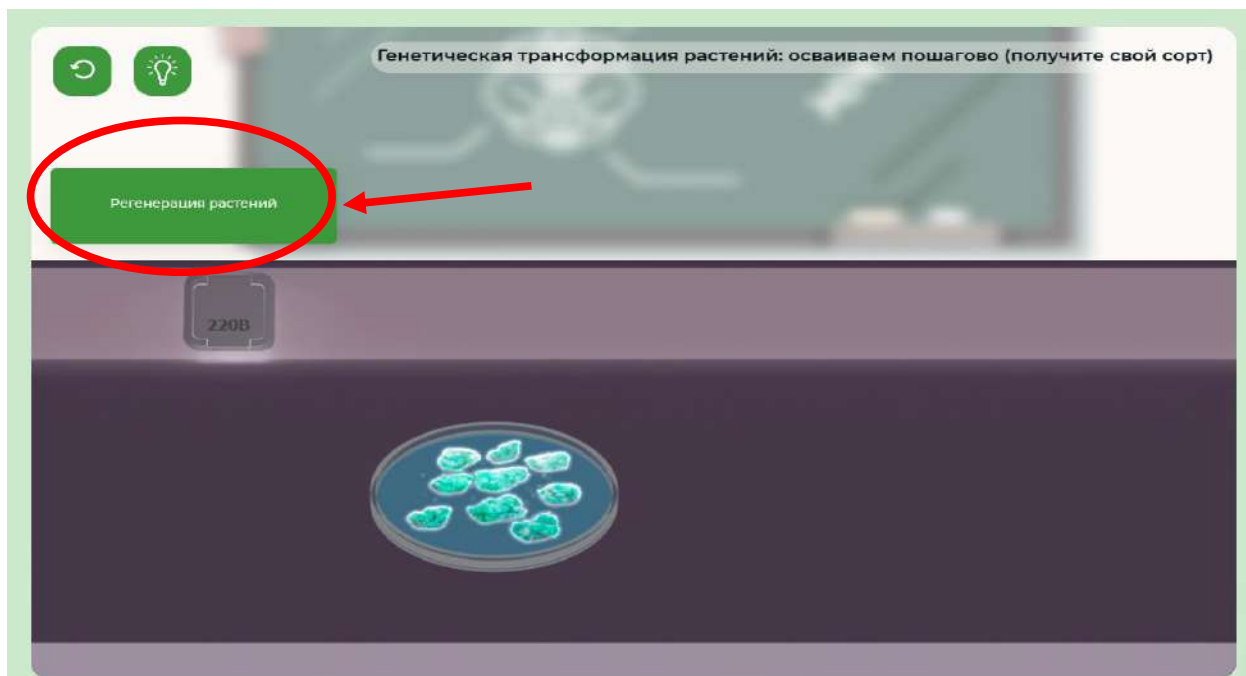 Генетическая трансформация растений: осваиваем пошагово (получите свой сорт)
Регенерация растений
220В